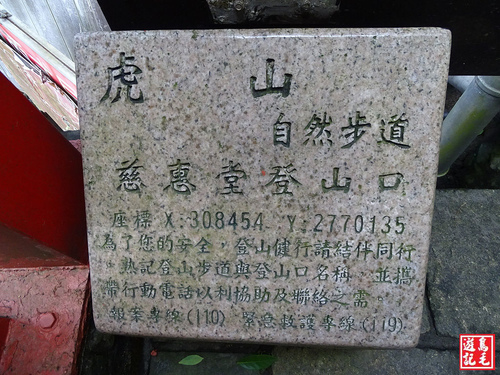 虎山
自然步道
慈惠堂登山口
座標 X:308454 Y:2770135
為了您的安全，登山健行請結伴同行
，熟記登山步道與登山口名稱，並攜
帶行動電話以利協助及聯絡之需。
報案專線(110) 緊急救護專線(119)
蔦毛
遊記